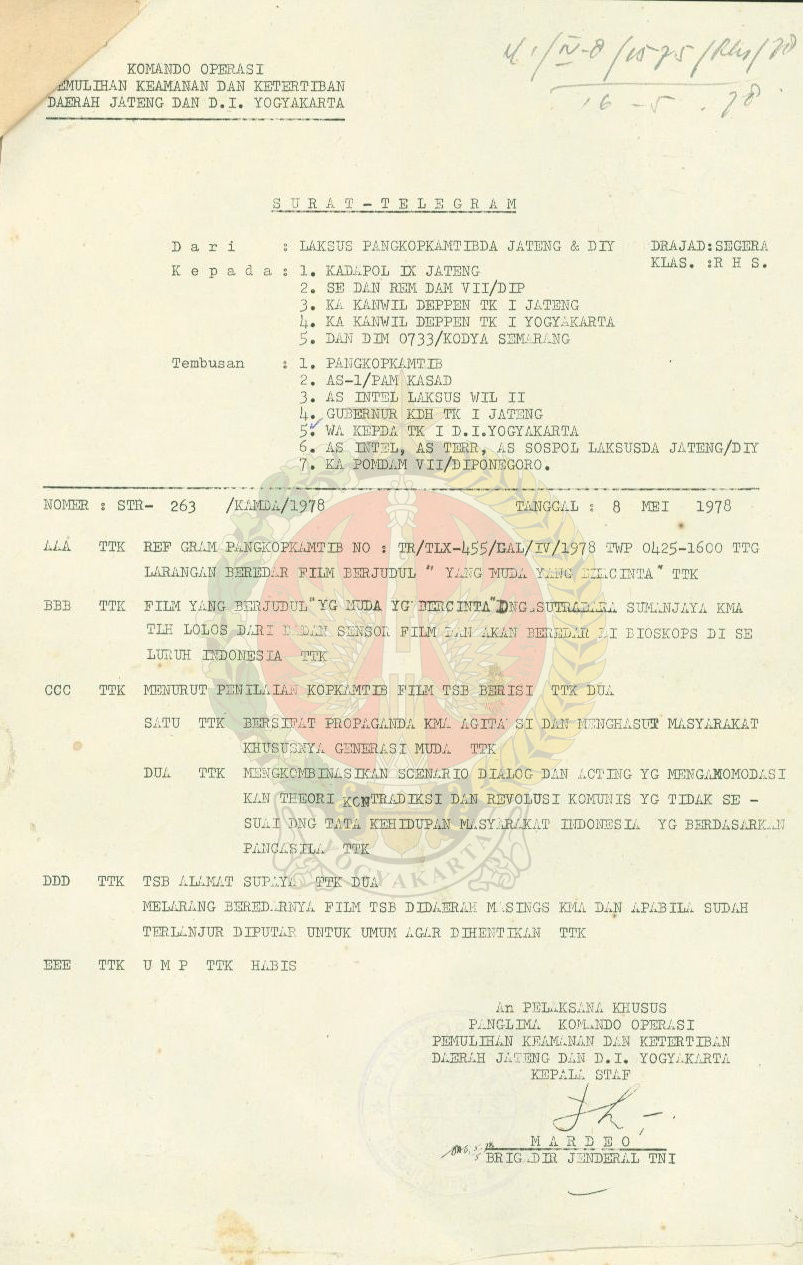 KOMANDO OPERASI
PEMULIHAN KEAMANAN DAN KETERTIBAN
DAERAH JATENG DAN D.I. YOGYAKARTA
16 - 5 . 78
SURAT - TELEGRAM
Dari : LAKSUS PANGKOPKAMTIBDA JATENG & DIY DRAJAD:SEGERA
KLAS. :R H S.
Kepada : 1. KADAPOL IX JATENG
2. SE DAN REM DAM VII/DIP
3. KA KANWIL DEPPEN TK I JATENG
4. KA KANWIL DEPPEN TK I YOGYAKARTA
5. DAN DIM 0733/KODYA SEMARANG
Tembusan : 1. PANGKOPKAMTIB
2. AS-1/PAM KASAD
3. AS INTEL LAKSUS WIL II
4. GUBERNUR KDH TK I JATENG
5. WA KEPDA TK I D.I.YOGYAKARTA
6. AS INTEL, AS TERR, AS SOSPOL LAKSUSDA JATENG/DIY
7. KA POMDAM VII/DIPONEGORO.
NOMER : STR- 263 /KAMDA/1978 TANGGAL : 8 MEI 1978
AAA TTK REF GRAM PANGKOPKAMTIB NO : TR/TLX-455/GAL/IV/1978 TWP 0425-1600 TTG
LARANGAN BEREDAR FILM BERJUDUL " YANG MUDA YANG BERCINTA" TTK
BBB TTK FILM YANG BERJUDUL"YG MUDA YG BERCINTA"DNG.SUTRADARA SUMANJAYA KMA
TLH LOLOS DARI BADAN SENSOR FILM DAN AKAN BEREDAR DI BIOSKOPS DI SE
LURUH INDONESIA TTK
CCC TTK MENURUT PENILAIAN KOPKAMTIB FILM TSB BERISI TTK DUA
SATU TTK BERSIFAT PROPAGANDA KMA AGITA SI DAN MENGHASUT MASYARAKAT
KHUSUSNYA GENERASI MUDA TTK
DUA TTK MENGKOMBINASIKAN SCENARIO DIALOG DAN ACTING YG MENGAKOMODASI
KAN THEORI KONTRADIKSI DAN REVOLUSI KOMUNIS YG TIDAK SE -
SUAI DNG TATA KEHIDUPAN MASYARAKAT INDONESIA YG BERDASARKAN
PANCASILA TTK
YOGYAKARTA
DDD TTK TSB ALAMAT SUPAYA TTK DUA
MELARANG BEREDARNYA FILM TSB DIDAERAH MASINGS KMA DAN APABILA SUDAH
TERLANJUR DIPUTAR UNTUK UMUM AGAR DIHENTIKAN TTK
EEE TTK U M P TTK HABIS
An PELAKSANA KHUSUS
PANGLIMA KOMANDO OPERASI
PEMULIHAN KEAMANAN DAN KETERTIBAN
DAERAH JATENG DAN D.I. YOGYAKARTA
KEPALA STAF
MARDEO
BRIGADIR JENDERAL TNI